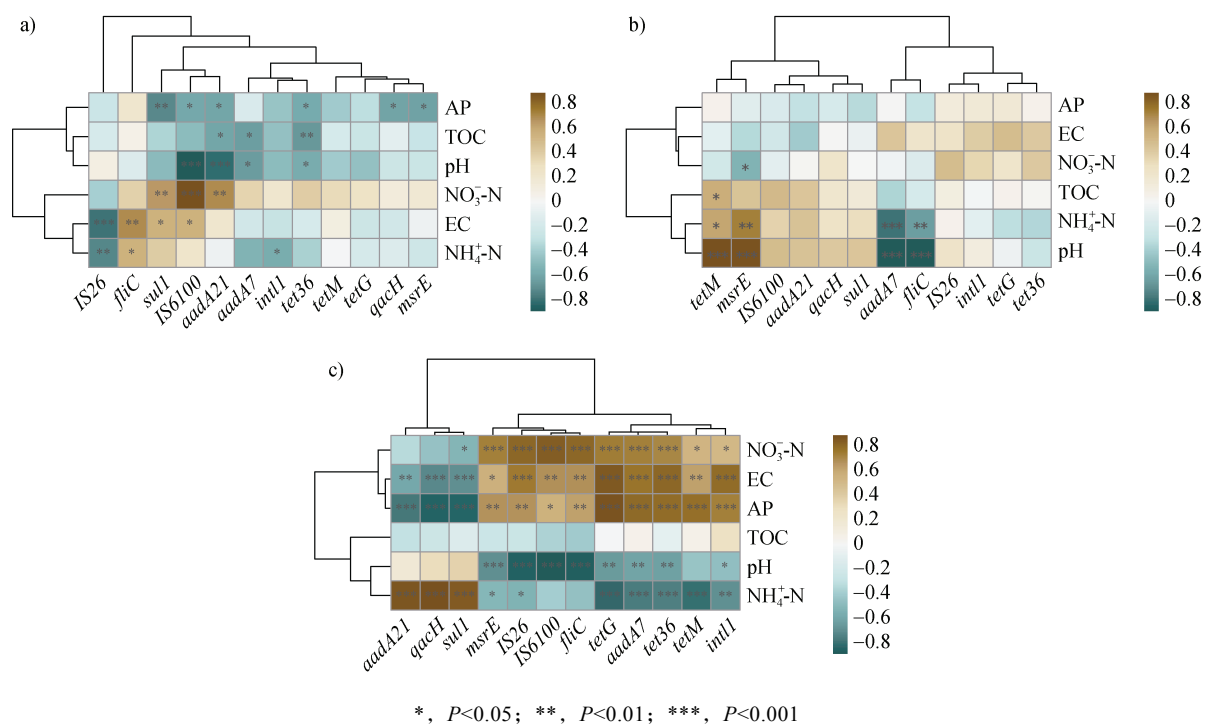 a)
** * * * * *
AP
* * **
TOC
*** *** * *
pH
** *** **
NO₃⁻-N
*** ** * *
EC
** * *
NH₄⁺-N
IS26 fliC sul1 IS6100 aadA21 aadA7 intl1 tet36 tetM tetG qacH msrE
0.8
0.6
0.4
0.2
0
−0.2
−0.4
−0.6
−0.8
b)
AP
EC
*
NO₃⁻-N
*
TOC
* ** *** **
NH₄⁺-N
*** *** *** ***
pH
tetM msrE IS6100 aadA21 qacH sul1 aadA7 fliC IS26 intl1 tetG tet36
0.8
0.6
0.4
0.2
0
−0.2
−0.4
−0.6
−0.8
c)
* *** *** *** *** *** *** *** * *
NO₃⁻-N
** *** *** * *** ** ** *** *** *** ** ***
EC
*** *** *** ** ** * ** *** *** *** *** ***
AP
TOC
*** *** *** *** ** ** ** *
pH
*** *** *** * * *** *** *** *** **
NH₄⁺-N
aadA21 qacH sul1 msrE IS26 IS6100 fliC tetG aadA7 tet36 tetM intl1
0.8
0.6
0.4
0.2
0
−0.2
−0.4
−0.6
−0.8
*，P<0.05；**，P<0.01；***，P<0.001